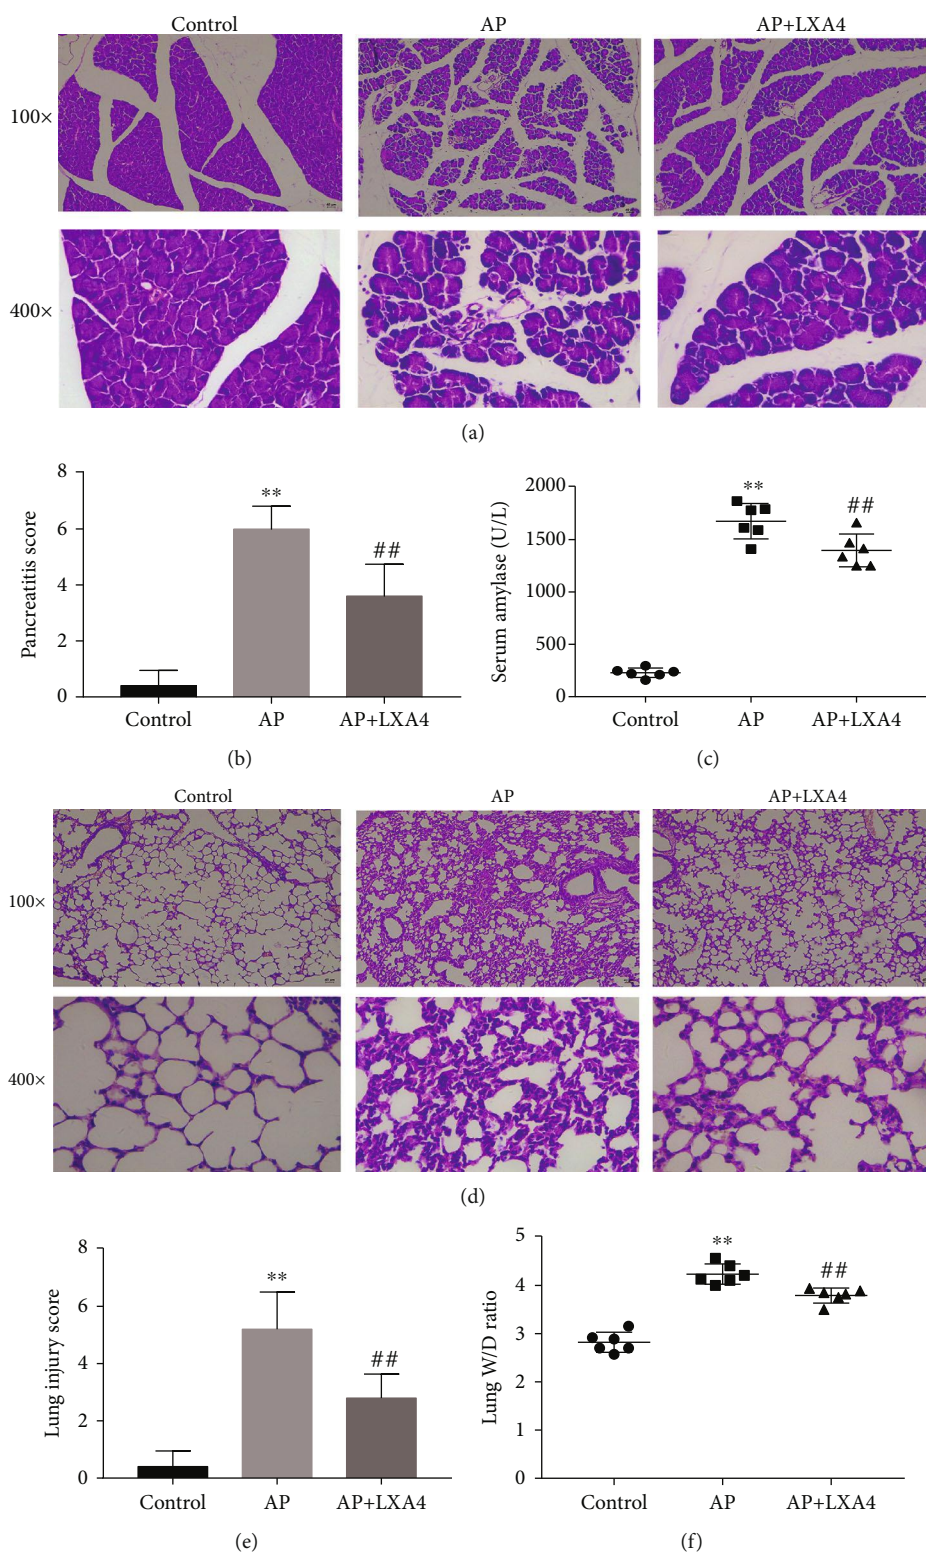 Control AP AP+LXA4
100×
400×
(a)
Pancreatitis score
8
6
4
2
0
**
##
Control AP AP+LXA4
(b)
Serum amylase (U/L)
2000
1500
1000
500
0
**
##
Control AP AP+LXA4
(c)
Control AP AP+LXA4
100×
400×
(d)
Lung injury score
8
6
4
2
0
**
##
Control AP AP+LXA4
(e)
Lung W/D ratio
5
4
3
2
1
0
**
##
Control AP AP+LXA4
(f)